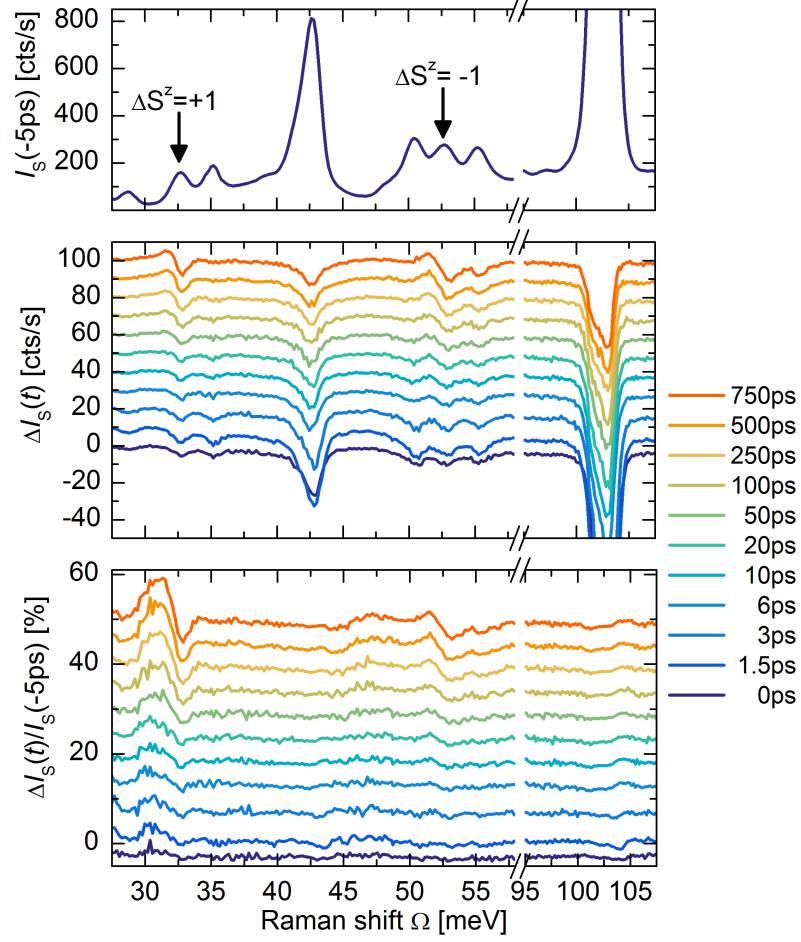 800
600
400
200
I_S(-5ps) [cts/s]
ΔS^z=+1
ΔS^z= -1
100
80
60
40
20
0
-20
-40
ΔI_S(t) [cts/s]
60
40
20
0
ΔI_S(t)/I_S(-5ps) [%]
30 35 40 45 50 55 95 100 105
Raman shift Ω [meV]
750ps
500ps
250ps
100ps
50ps
20ps
10ps
6ps
3ps
1.5ps
0ps